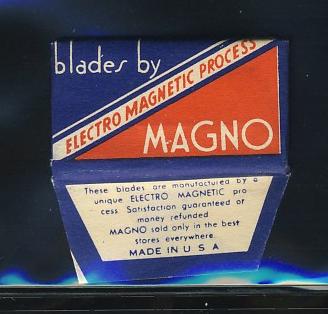 blades by
ELECTRO MAGNETIC PROCESS
MAGNO
These blades are manufactured by a
unique ELECTRO MAGNETIC pro
cess Satisfaction guaranteed of
money refunded
MAGNO sold only in the best
stores everywhere
MADE IN U S A